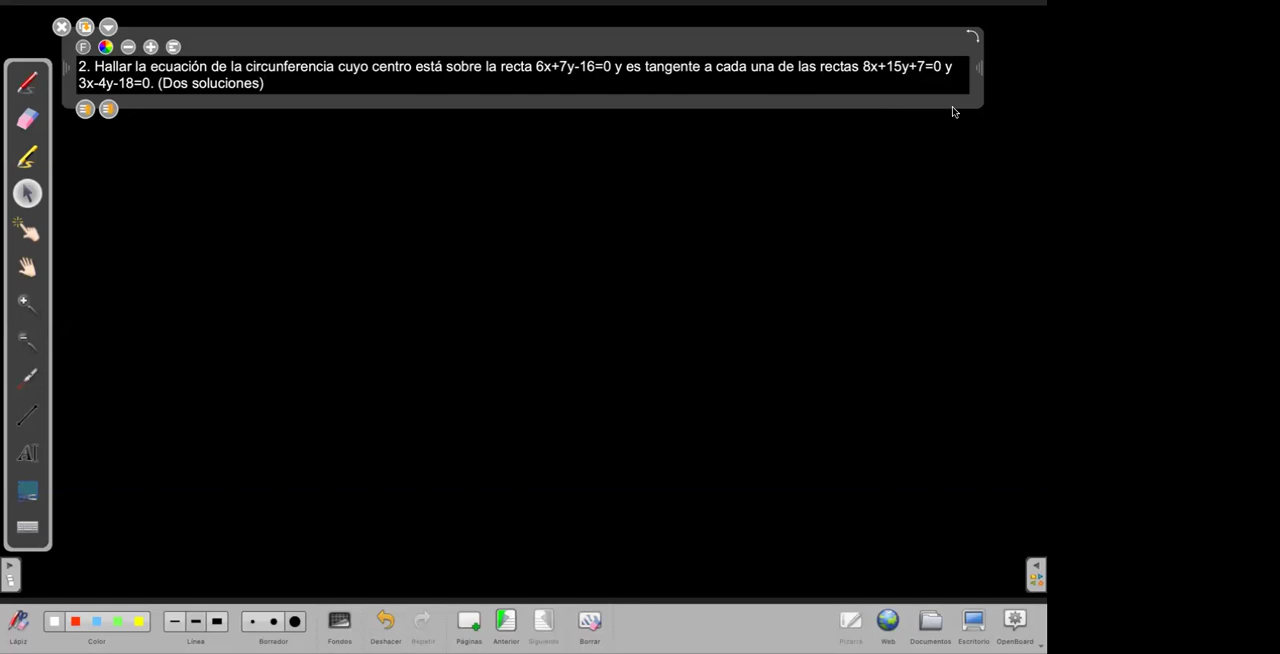 F
2. Hallar la ecuación de la circunferencia cuyo centro está sobre la recta 6x+7y-16=0 y es tangente a cada una de las rectas 8x+15y+7=0 y
3x-4y-18=0. (Dos soluciones)
AI
Lápiz Color Línea Borrador Fondos Deshacer Repetir Páginas Anterior Siguiente Borrar Pizarra Web Documentos Escritorio OpenBoard